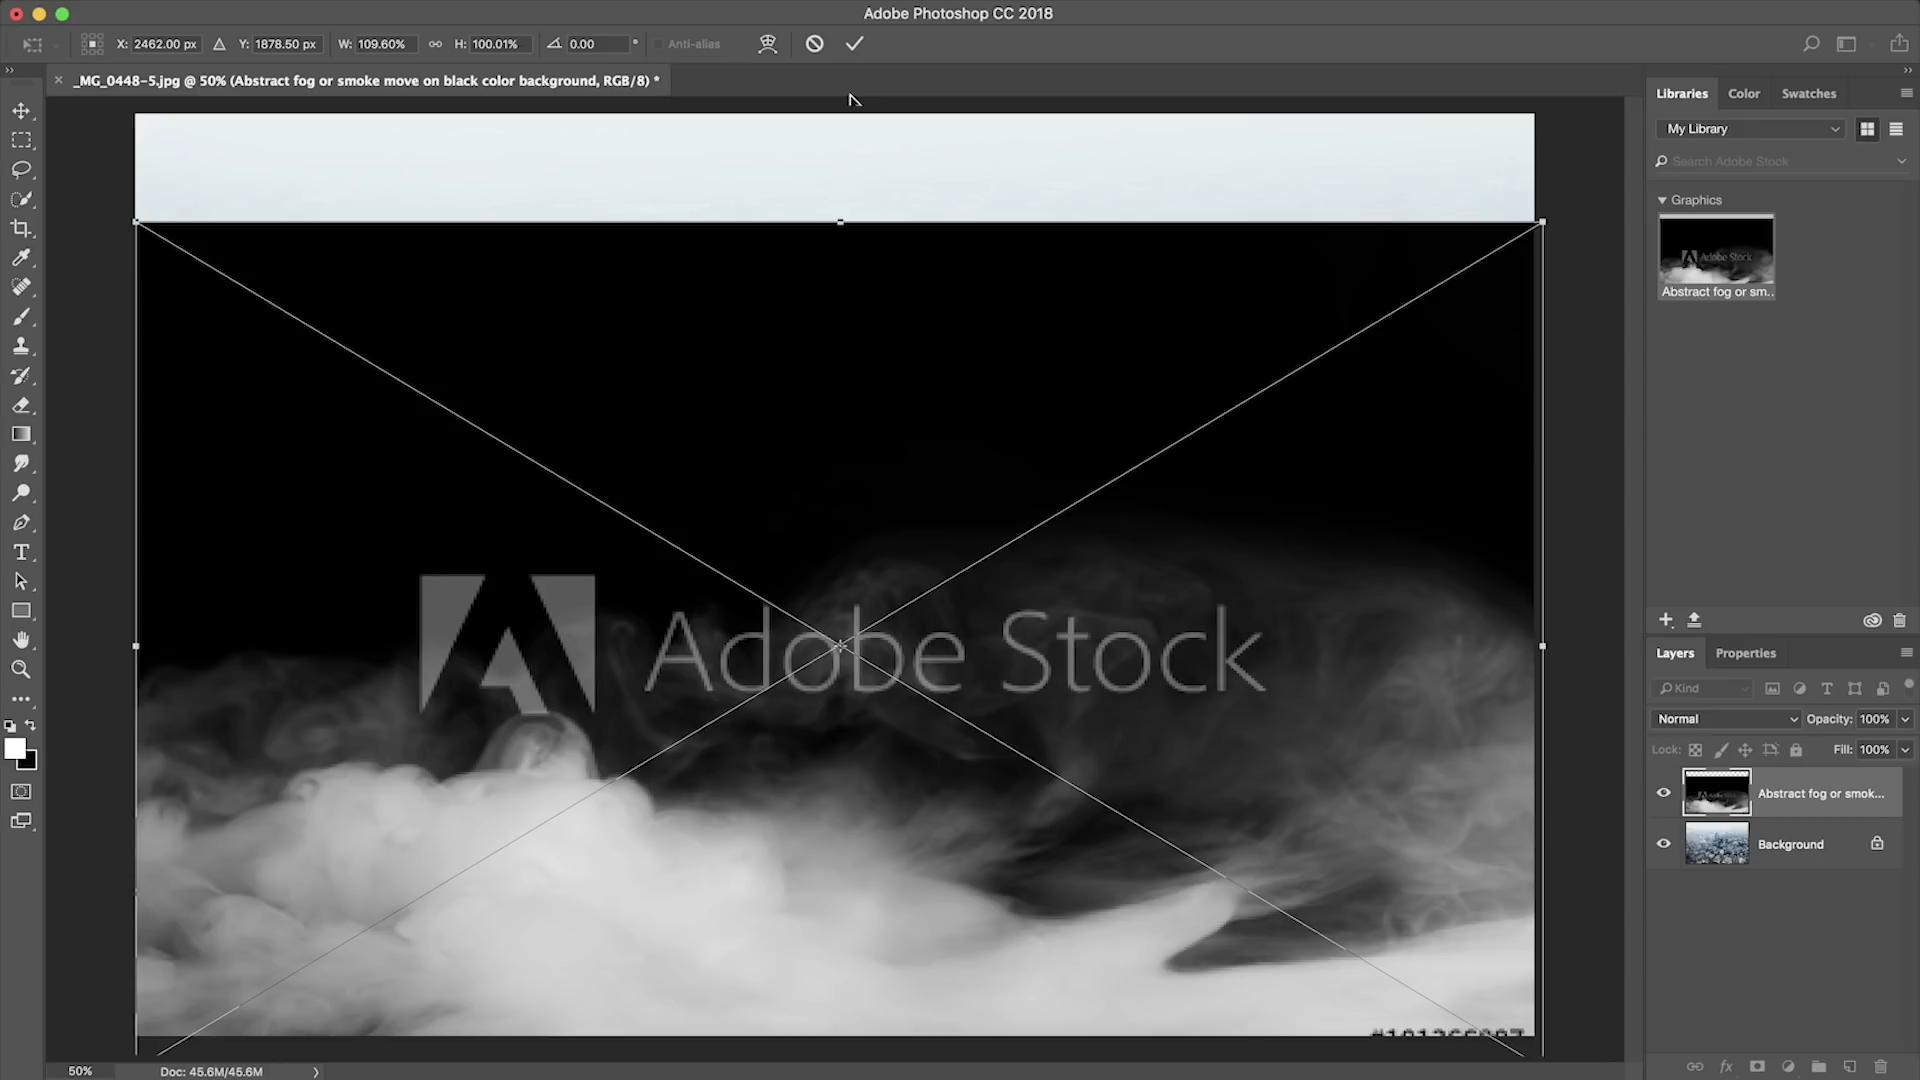 Adobe Photoshop CC 2018
X: 2462.00 px Y: 1878.50 px W: 109.60% H: 100.01% 0.00 ° Anti-alias
_MG_0448-5.jpg @ 50% (Abstract fog or smoke move on black color background, RGB/8) *
Libraries Color Swatches
My Library
Search Adobe Stock
Graphics
Adobe Stock
Abstract fog or sm..
Adobe Stock
Layers Properties
Kind
Normal Opacity: 100%
Lock: Fill: 100%
Abstract fog or smok...
Background
50% Doc: 45.6M/45.6M